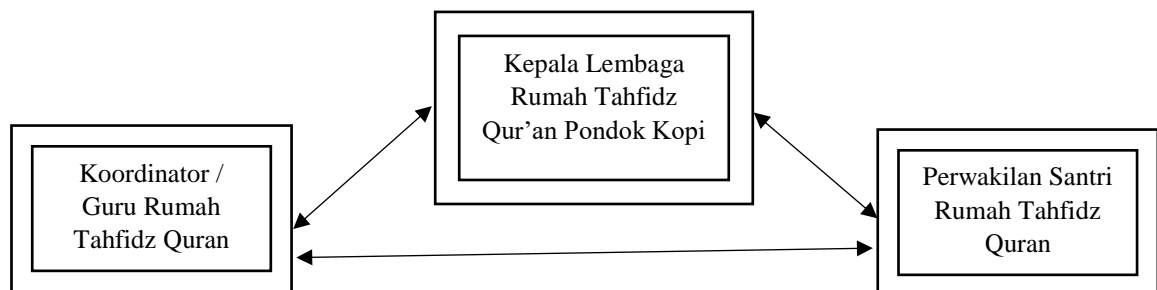 Kepala Lembaga
Rumah Tahfidz
Qur’an Pondok Kopi
Koordinator /
Guru Rumah
Tahfidz Quran
Perwakilan Santri
Rumah Tahfidz
Quran